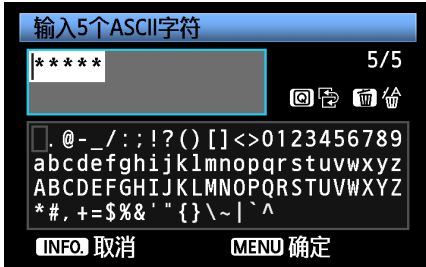 输入5个ASCII字符
*****
5/5
Q
.@-_/:;!?()[]<>0123456789
abcdefghijklmnopqrstuvwxyz
ABCDEFGHIJKLMNOPQRSTUVWXYZ
*#,+=$%&'"{}\~|`^
INFO. 取消 MENU 确定